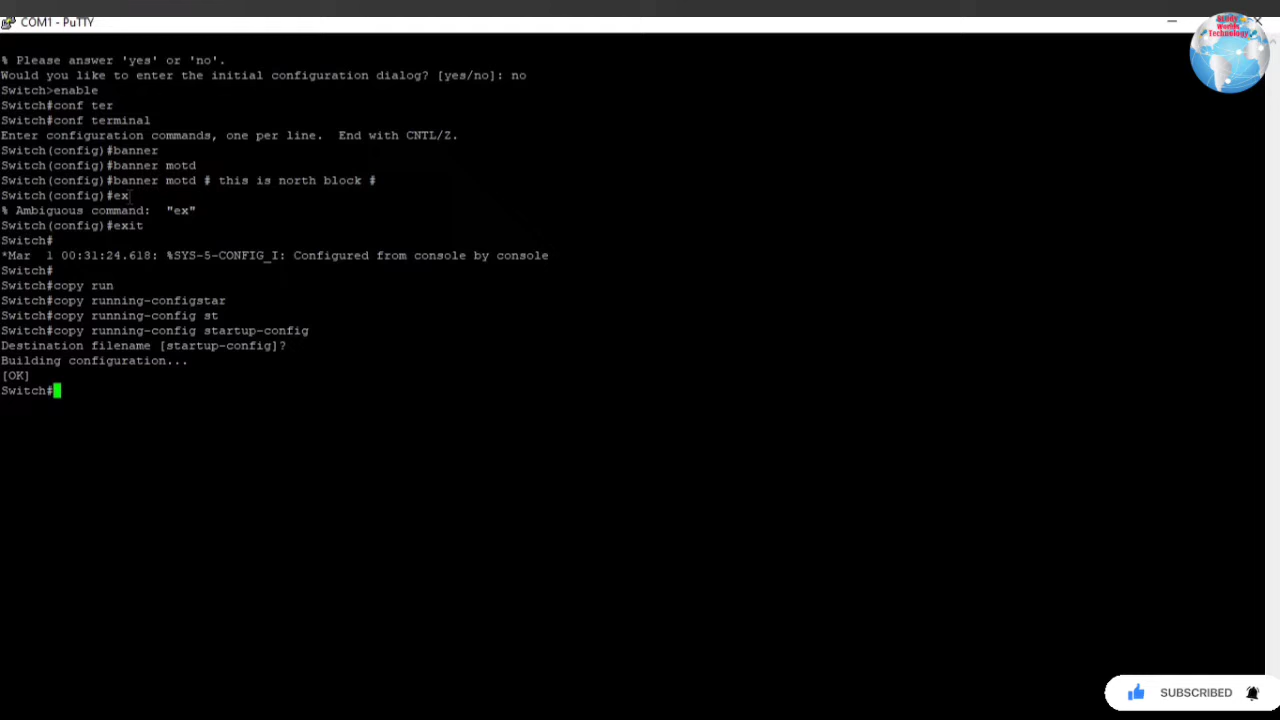 COM1 - PuTTY
Study
Worlds
Technology
% Please answer 'yes' or 'no'.
Would you like to enter the initial configuration dialog? [yes/no]: no
Switch>enable
Switch#conf ter
Switch#conf terminal
Enter configuration commands, one per line.  End with CNTL/Z.
Switch(config)#banner
Switch(config)#banner motd
Switch(config)#banner motd # this is north block #
Switch(config)#ex
% Ambiguous command:  "ex"
Switch(config)#exit
Switch#
*Mar  1 00:31:24.618: %SYS-5-CONFIG_I: Configured from console by console
Switch#
Switch#copy run
Switch#copy running-configstar
Switch#copy running-config st
Switch#copy running-config startup-config
Destination filename [startup-config]?
Building configuration...
[OK]
Switch#
SUBSCRIBED